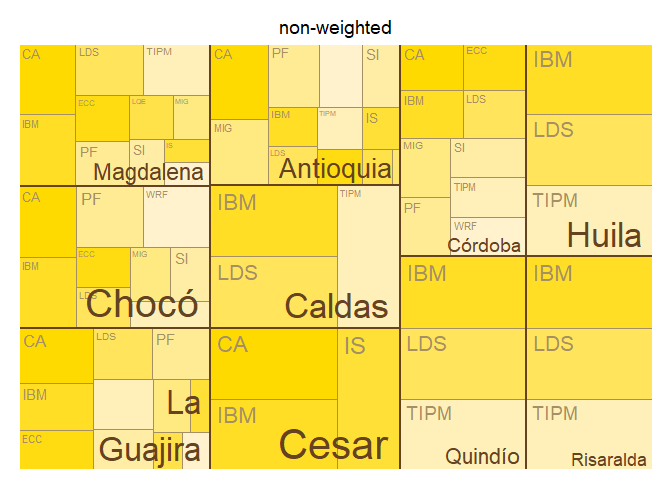 non-weighted
CA
LDS
TIPM
IBM
ECC
LDE
MIG
PF
SI
IS
Magdalena
CA
PF
SI
MIG
IBM
TIPM
IS
LDS
Antioquia
CA
ECC
IBM
LDS
MIG
SI
TIPM
PF
WRF
Córdoba
IBM
LDS
TIPM
Huila
CA
PF
WRF
IBM
ECC
MIG
SI
LDS
Chocó
IBM
TIPM
LDS
Caldas
CA
LDS
PF
IBM
ECC
La
Guajira
CA
IS
IBM
Cesar
IBM
LDS
TIPM
Quindío
IBM
LDS
TIPM
Risaralda